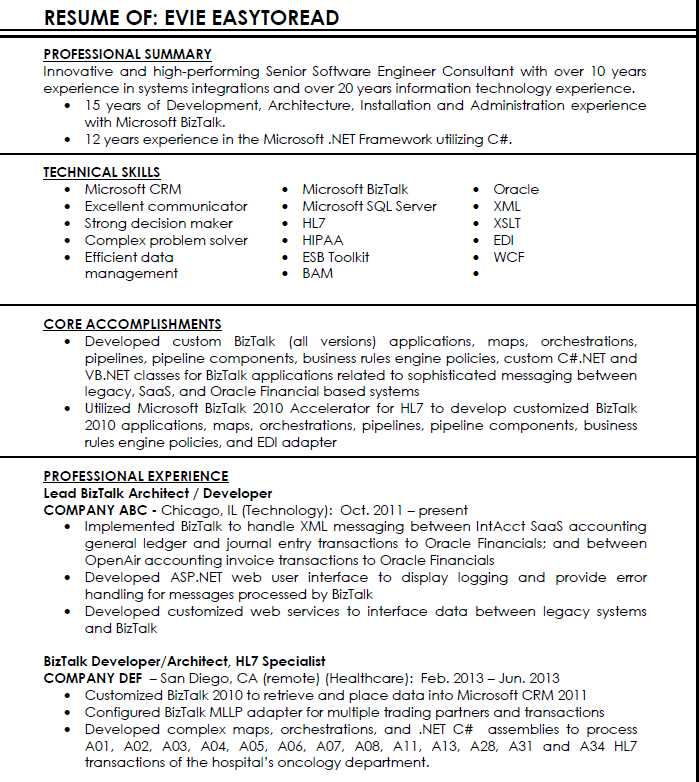 RESUME OF: EVIE EASYTOREAD
PROFESSIONAL SUMMARY
Innovative and high-performing Senior Software Engineer Consultant with over 10 years
experience in systems integrations and over 20 years information technology experience.
• 15 years of Development, Architecture, Installation and Administration experience
with Microsoft BizTalk.
• 12 years experience in the Microsoft .NET Framework utilizing C#.
TECHNICAL SKILLS
• Microsoft CRM
• Excellent communicator
• Strong decision maker
• Complex problem solver
• Efficient data
management
• Microsoft BizTalk
• Microsoft SQL Server
• HL7
• HIPAA
• ESB Toolkit
• BAM
• Oracle
• XML
• XSLT
• EDI
• WCF
•
CORE ACCOMPLISHMENTS
• Developed custom BizTalk (all versions) applications, maps, orchestrations,
pipelines, pipeline components, business rules engine policies, custom C#.NET and
VB.NET classes for BizTalk applications related to sophisticated messaging between
legacy, SaaS, and Oracle Financial based systems
• Utilized Microsoft BizTalk 2010 Accelerator for HL7 to develop customized BizTalk
2010 applications, maps, orchestrations, pipelines, pipeline components, business
rules engine policies, and EDI adapter
PROFESSIONAL EXPERIENCE
Lead BizTalk Architect / Developer
COMPANY ABC - Chicago, IL (Technology): Oct. 2011 – present
• Implemented BizTalk to handle XML messaging between IntAcct SaaS accounting
general ledger and journal entry transactions to Oracle Financials; and between
OpenAir accounting invoice transactions to Oracle Financials
• Developed ASP.NET web user interface to display logging and provide error
handling for messages processed by BizTalk
• Developed customized web services to interface data between legacy systems
and BizTalk
BizTalk Developer/Architect, HL7 Specialist
COMPANY DEF – San Diego, CA (remote) (Healthcare): Feb. 2013 – Jun. 2013
• Customized BizTalk 2010 to retrieve and place data into Microsoft CRM 2011
• Configured BizTalk MLLP adapter for multiple trading partners and transactions
• Developed complex maps, orchestrations, and .NET C# assemblies to process
A01, A02, A03, A04, A05, A06, A07, A08, A11, A13, A28, A31 and A34 HL7
transactions of the hospital's oncology department.